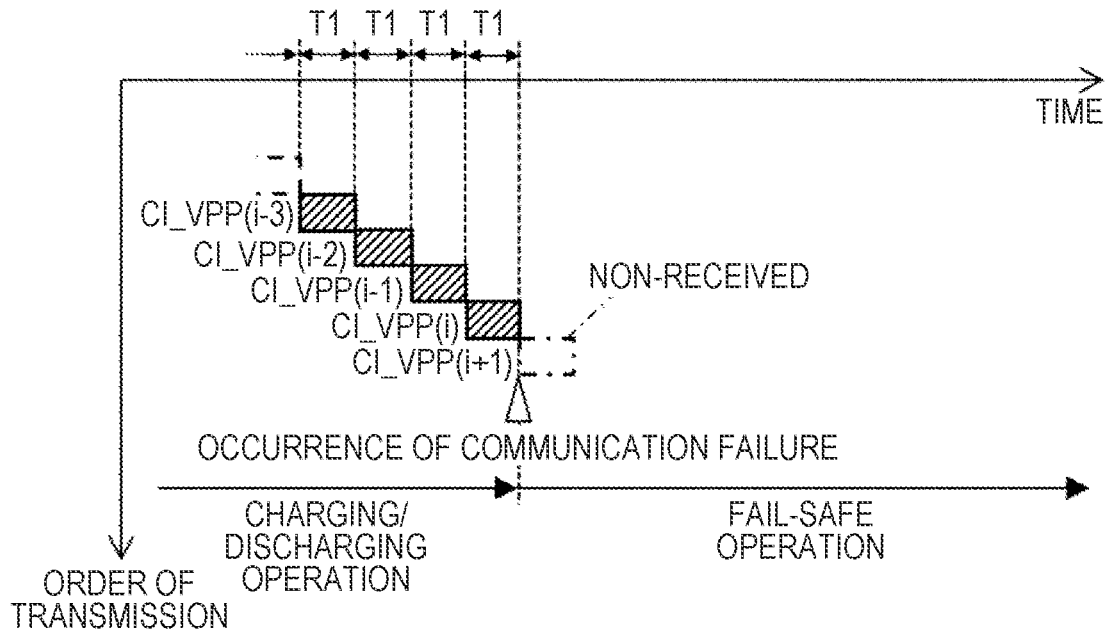 T1 T1 T1 T1
TIME
CI_VPP(i-3)
CI_VPP(i-2)
NON-RECEIVED
CI_VPP(i-1)
CI_VPP(i)
CI_VPP(i+1)
OCCURRENCE OF COMMUNICATION FAILURE
CHARGING/
DISCHARGING
OPERATION
FAIL-SAFE
OPERATION
ORDER OF
TRANSMISSION